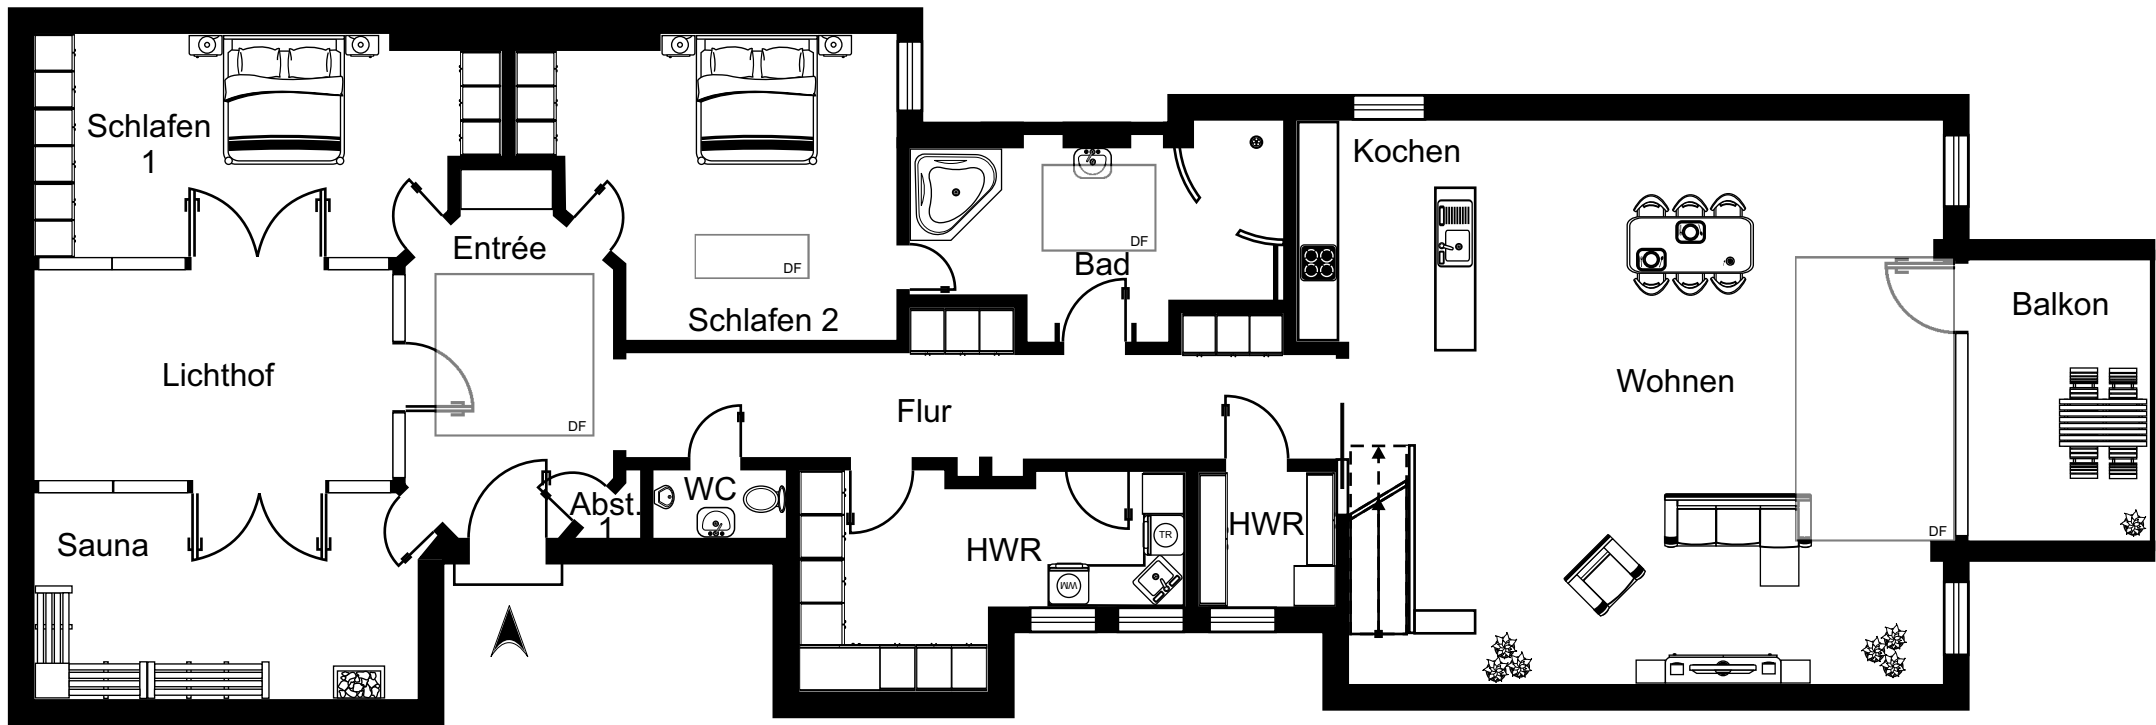 Schlafen
1
Kochen
Entrée
DF
Bad
DF
Balkon
Schlafen 2
Lichthof
Wohnen
Flur
DF
WC
Abst.
1
HWR
TR
HWR
DF
Sauna
WM